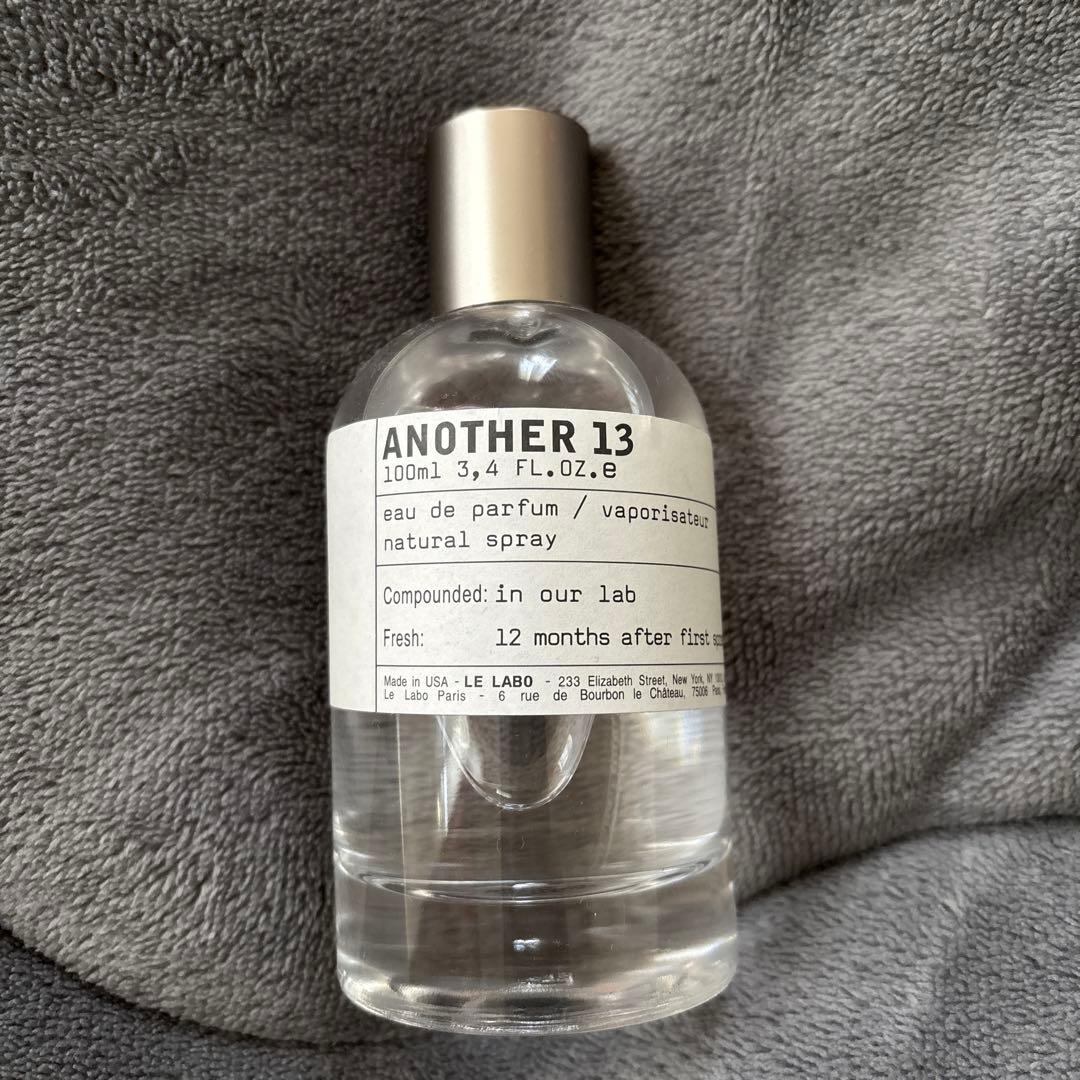 ANOTHER 13
100ml 3,4 FL.OZ.e
eau de parfum / vaporisateur
natural spray
Compounded: in our lab
Fresh: 12 months after first
Made in USA - LE LABO - 233 Elizabeth Street, New York, NY
Le Labo Paris - 6 rue de Bourbon le Château, 75006